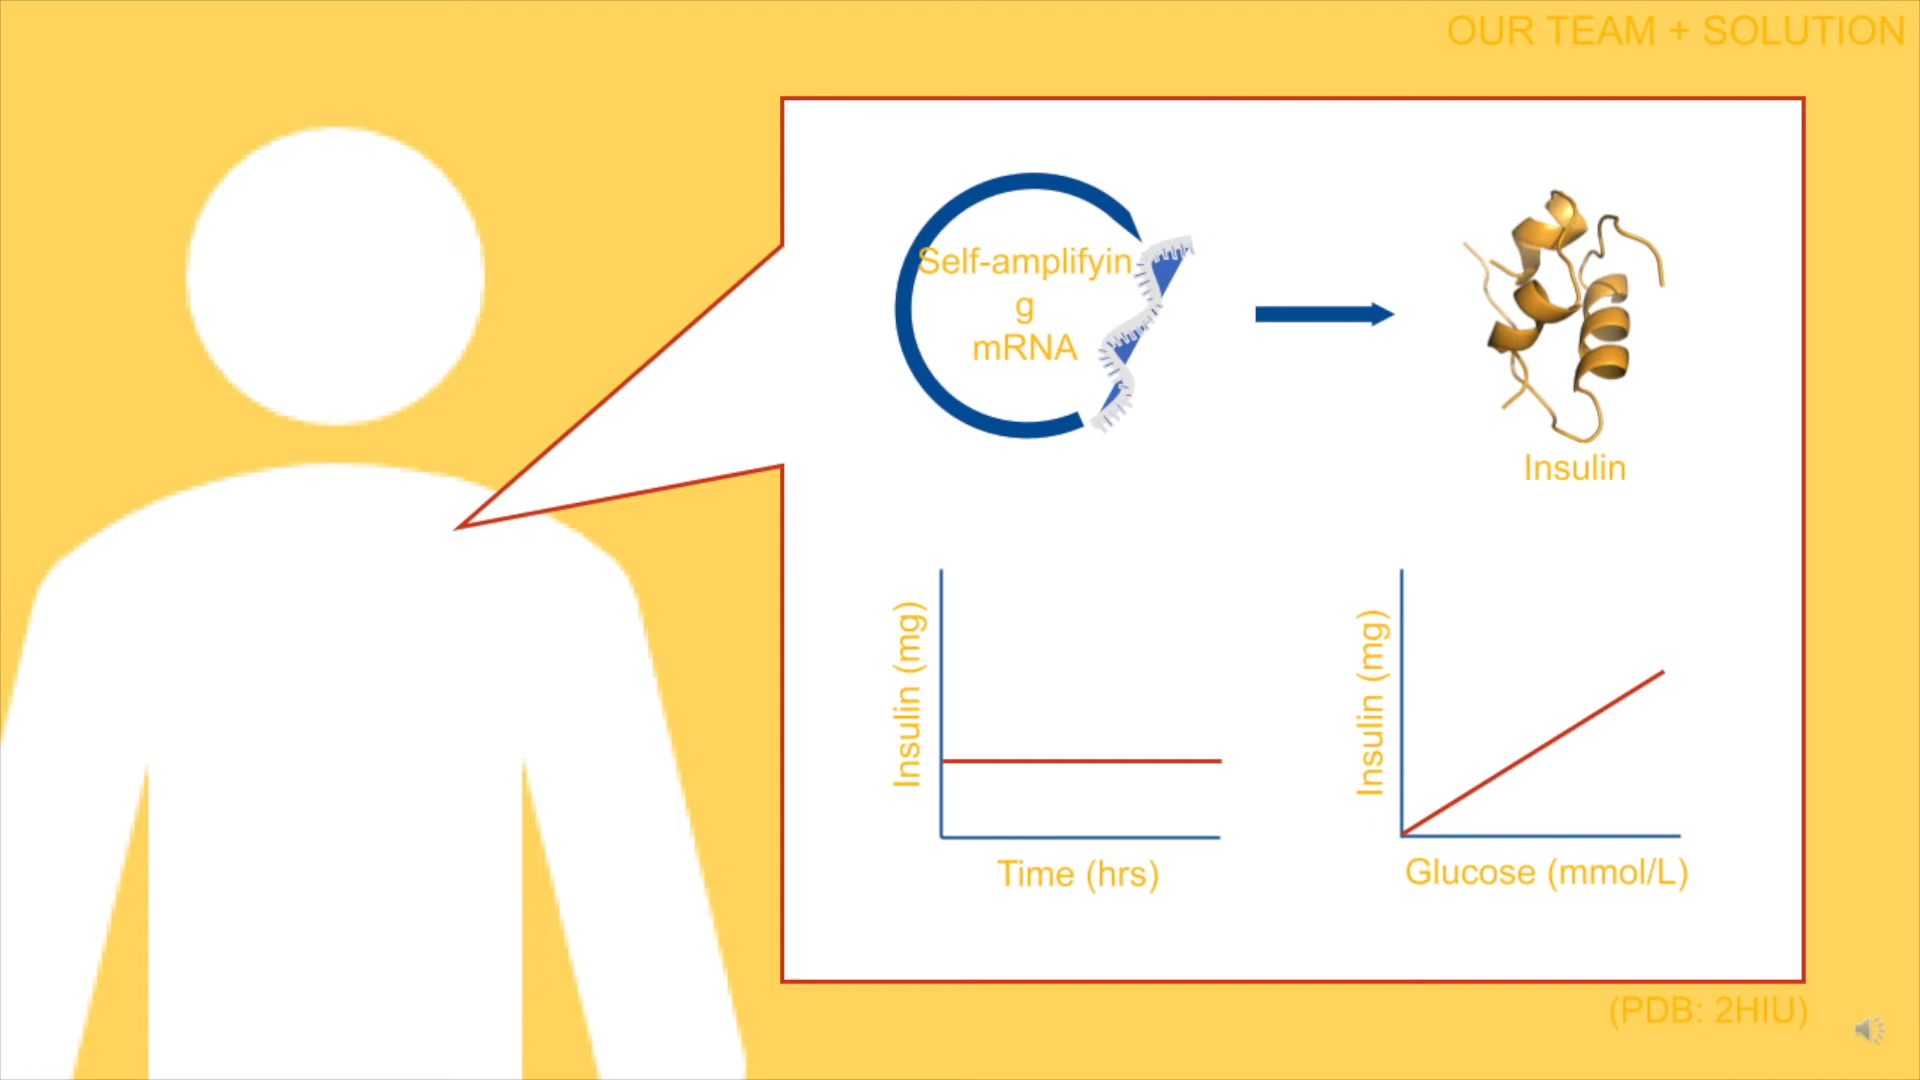 OUR TEAM + SOLUTION
Self-amplifyin
g
mRNA
Insulin
Insulin (mg)
Time (hrs)
Insulin (mg)
Glucose (mmol/L)
(PDB: 2HIU)